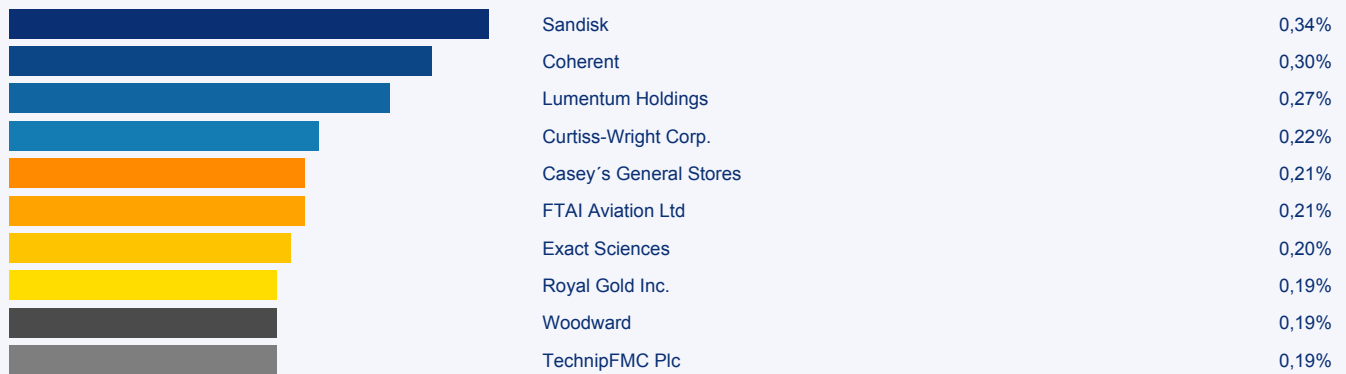 Sandisk 0,34%
Coherent 0,30%
Lumentum Holdings 0,27%
Curtiss-Wright Corp. 0,22%
Casey´s General Stores 0,21%
FTAI Aviation Ltd 0,21%
Exact Sciences 0,20%
Royal Gold Inc. 0,19%
Woodward 0,19%
TechnipFMC Plc 0,19%